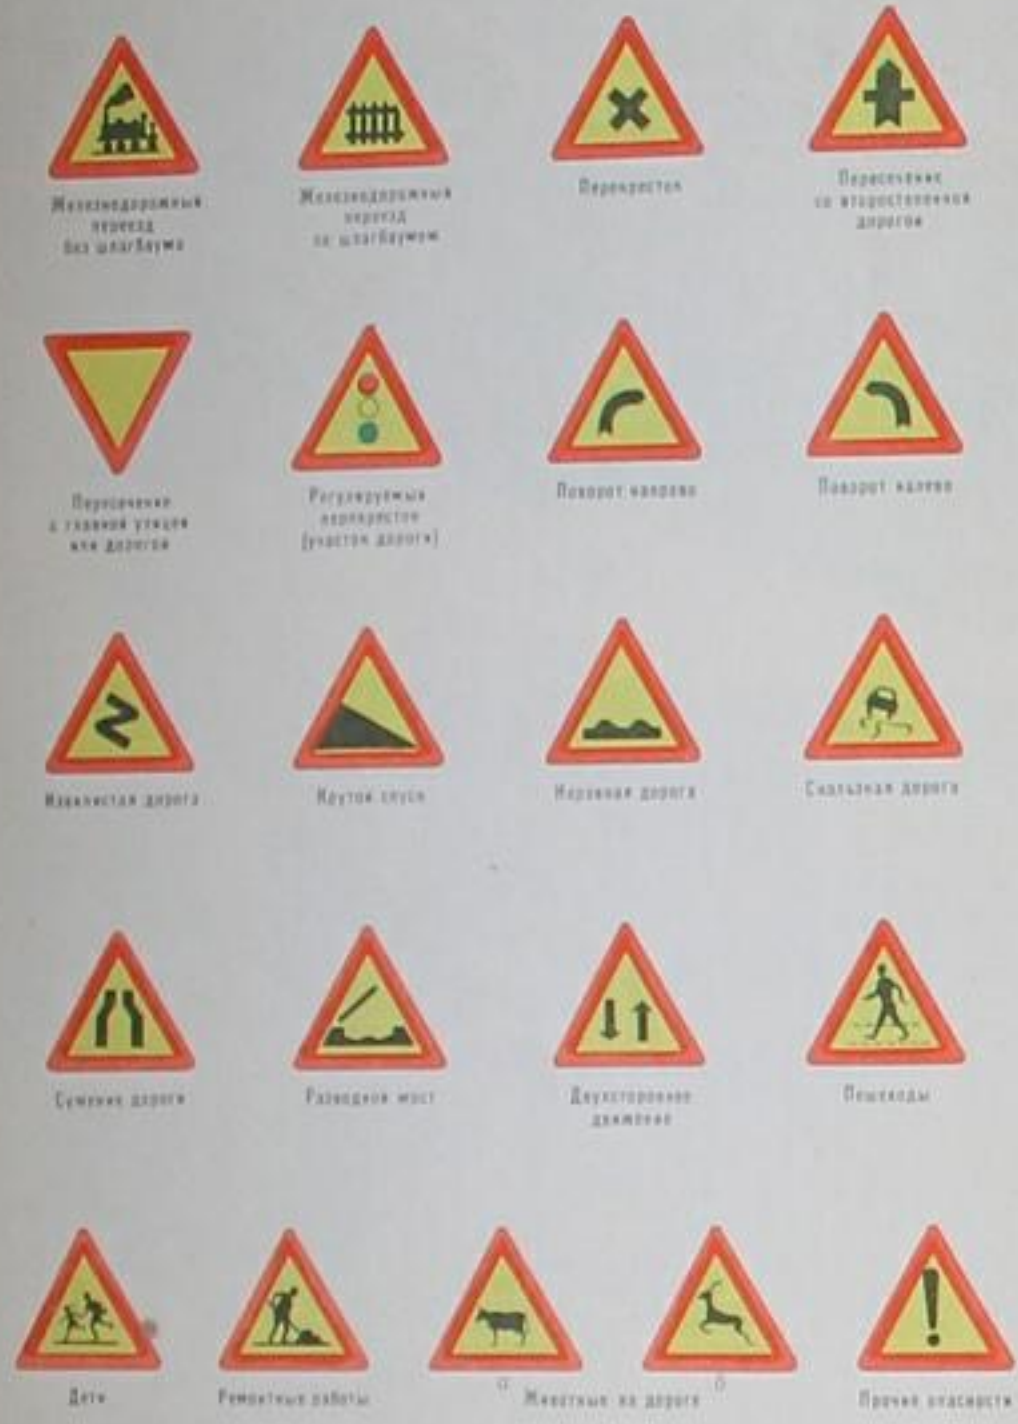 Железнодорожный
переезд
без шлагбаума
Железнодорожный
переезд
со шлагбаумом
Перекресток
Пересечение
со второстепенной
дорогой
Пересечение
с главной улицей
или дорогой
Регулируемый
перекресток
(участок дороги)
Поворот направо
Поворот налево
Извилистая дорога
Крутой спуск
Неровная дорога
Скользкая дорога
Сужение дороги
Разводной мост
Двухстороннее
движение
Пешеходы
Дети
Ремонтные работы
а
Животные на дороге
б
Прочие опасности